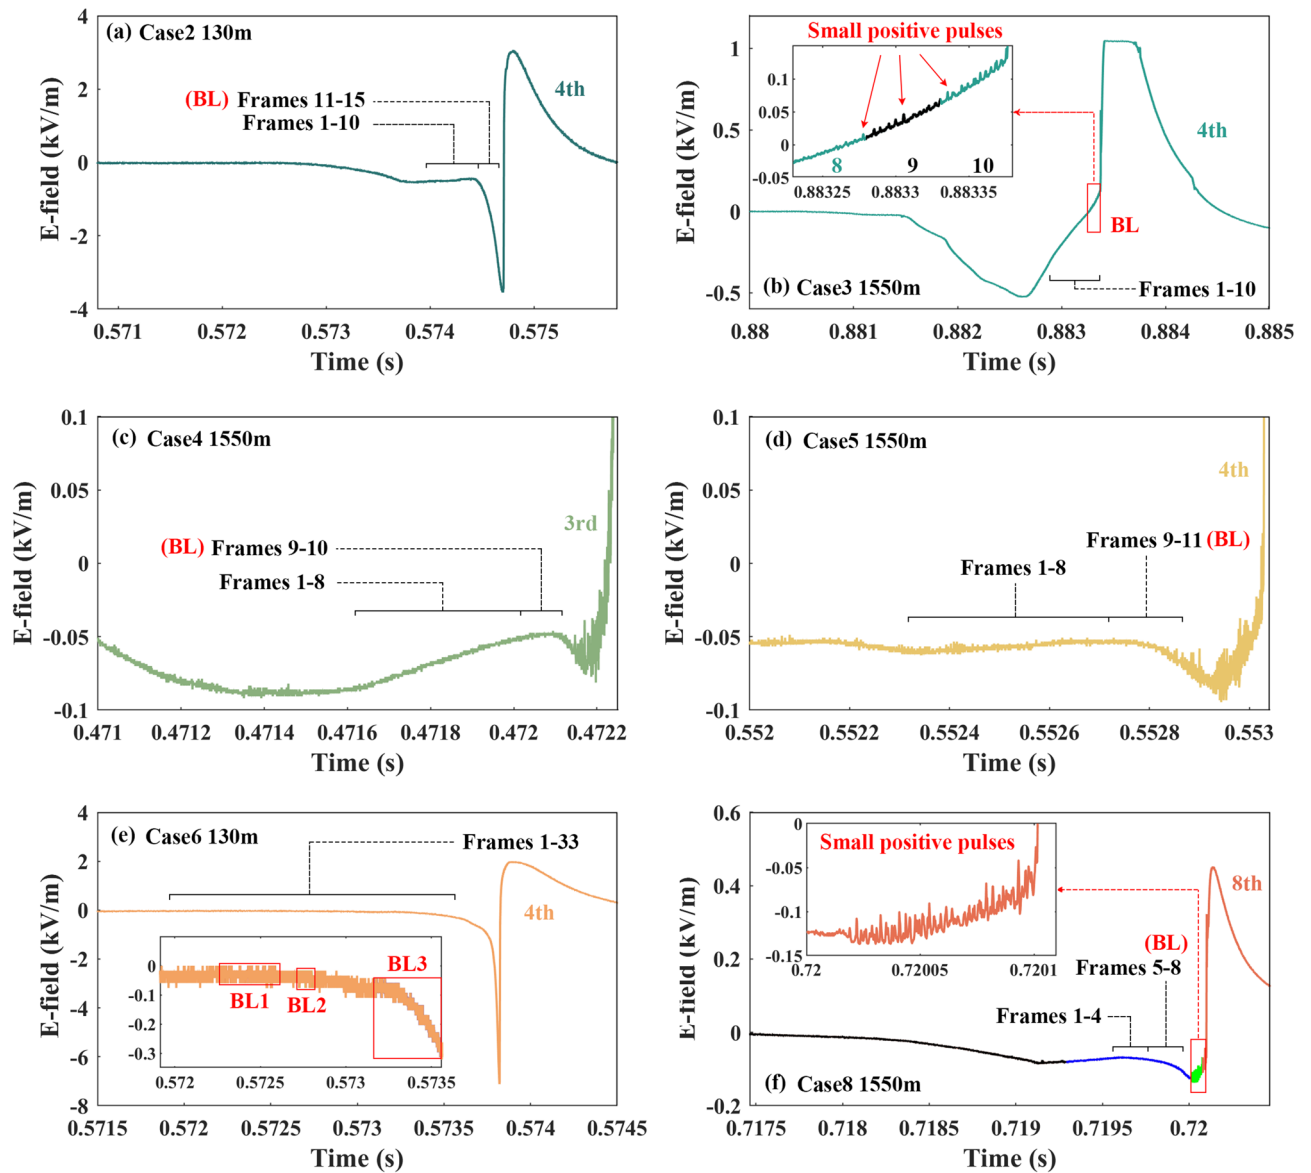 (a) Case2 130m
4
2
0
-2
-4
E-field (kV/m)
(BL) Frames 11-15
Frames 1-10
4th
0.571
0.572
0.573
0.574
0.575
Time (s)
(b) Case3 1550m
1
0.5
0
-0.5
E-field (kV/m)
Small positive pulses
0.1
0.05
0
-0.05
8
9
10
0.88325
0.8833
0.88335
4th
BL
Frames 1-10
0.88
0.881
0.882
0.883
0.884
0.885
Time (s)
(c) Case4 1550m
0.1
0.05
0
-0.05
-0.1
E-field (kV/m)
3rd
(BL) Frames 9-10
Frames 1-8
0.471
0.4712
0.4714
0.4716
0.4718
0.472
0.4722
Time (s)
(d) Case5 1550m
0.1
0.05
0
-0.05
-0.1
E-field (kV/m)
4th
Frames 9-11 (BL)
Frames 1-8
0.552
0.5522
0.5524
0.5526
0.5528
0.553
Time (s)
(e) Case6 130m
4
2
0
-2
-4
-6
-8
E-field (kV/m)
Frames 1-33
4th
0
-0.1
-0.2
-0.3
BL1
BL2
BL3
0.572
0.5725
0.573
0.5735
0.5715
0.572
0.5725
0.573
0.5735
0.574
0.5745
Time (s)
(f) Case8 1550m
0.6
0.4
0.2
0
-0.2
E-field (kV/m)
Small positive pulses
0
-0.05
-0.1
-0.15
0.72
0.72005
0.7201
8th
(BL)
Frames 5-8
Frames 1-4
0.7175
0.718
0.7185
0.719
0.7195
0.72
Time (s)